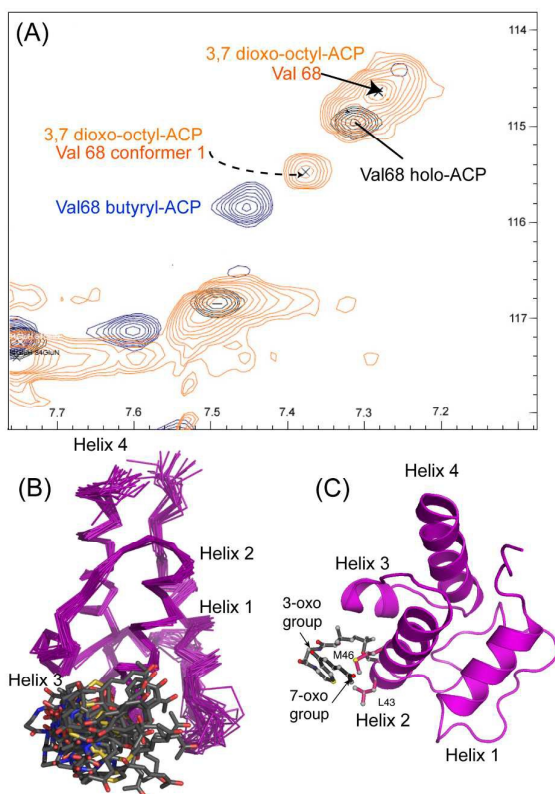 (A)
3,7 dioxo-octyl-ACP
Val 68
114
3,7 dioxo-octyl-ACP
Val 68 conformer 1
115
Val68 holo-ACP
Val68 butyryl-ACP
116
117
7.7 7.6 7.5 7.4 7.3 7.2
Helix 4
(B)
Helix 2
Helix 1
Helix 3
(C)
Helix 4
Helix 3
3-oxo
group
M46
7-oxo
group
L43
Helix 2
Helix 1